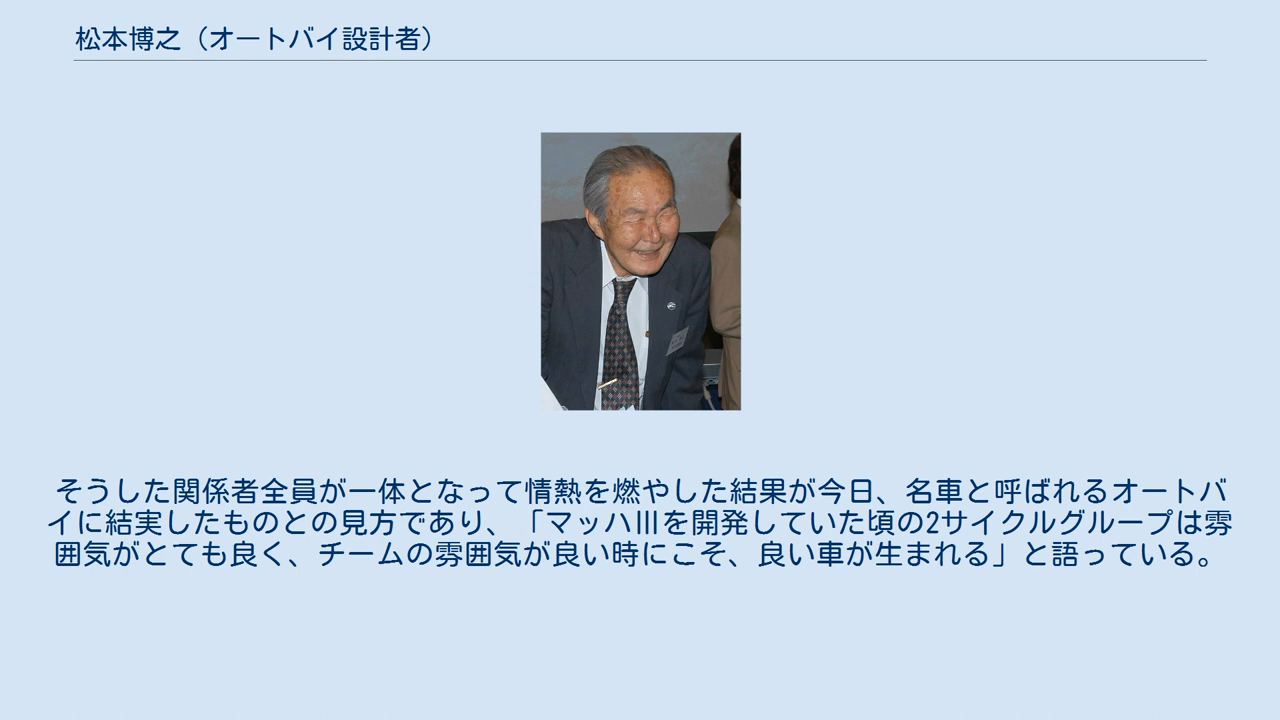 松本博之（オートバイ設計者）
そうした関係者全員が一体となって情熱を燃やした結果が今日、名車と呼ばれるオートバ
イに結実したものとの見方であり、「マッハⅢを開発していた頃の2サイクルグループは雰
囲気がとても良く、チームの雰囲気が良い時にこそ、良い車が生まれる」と語っている。